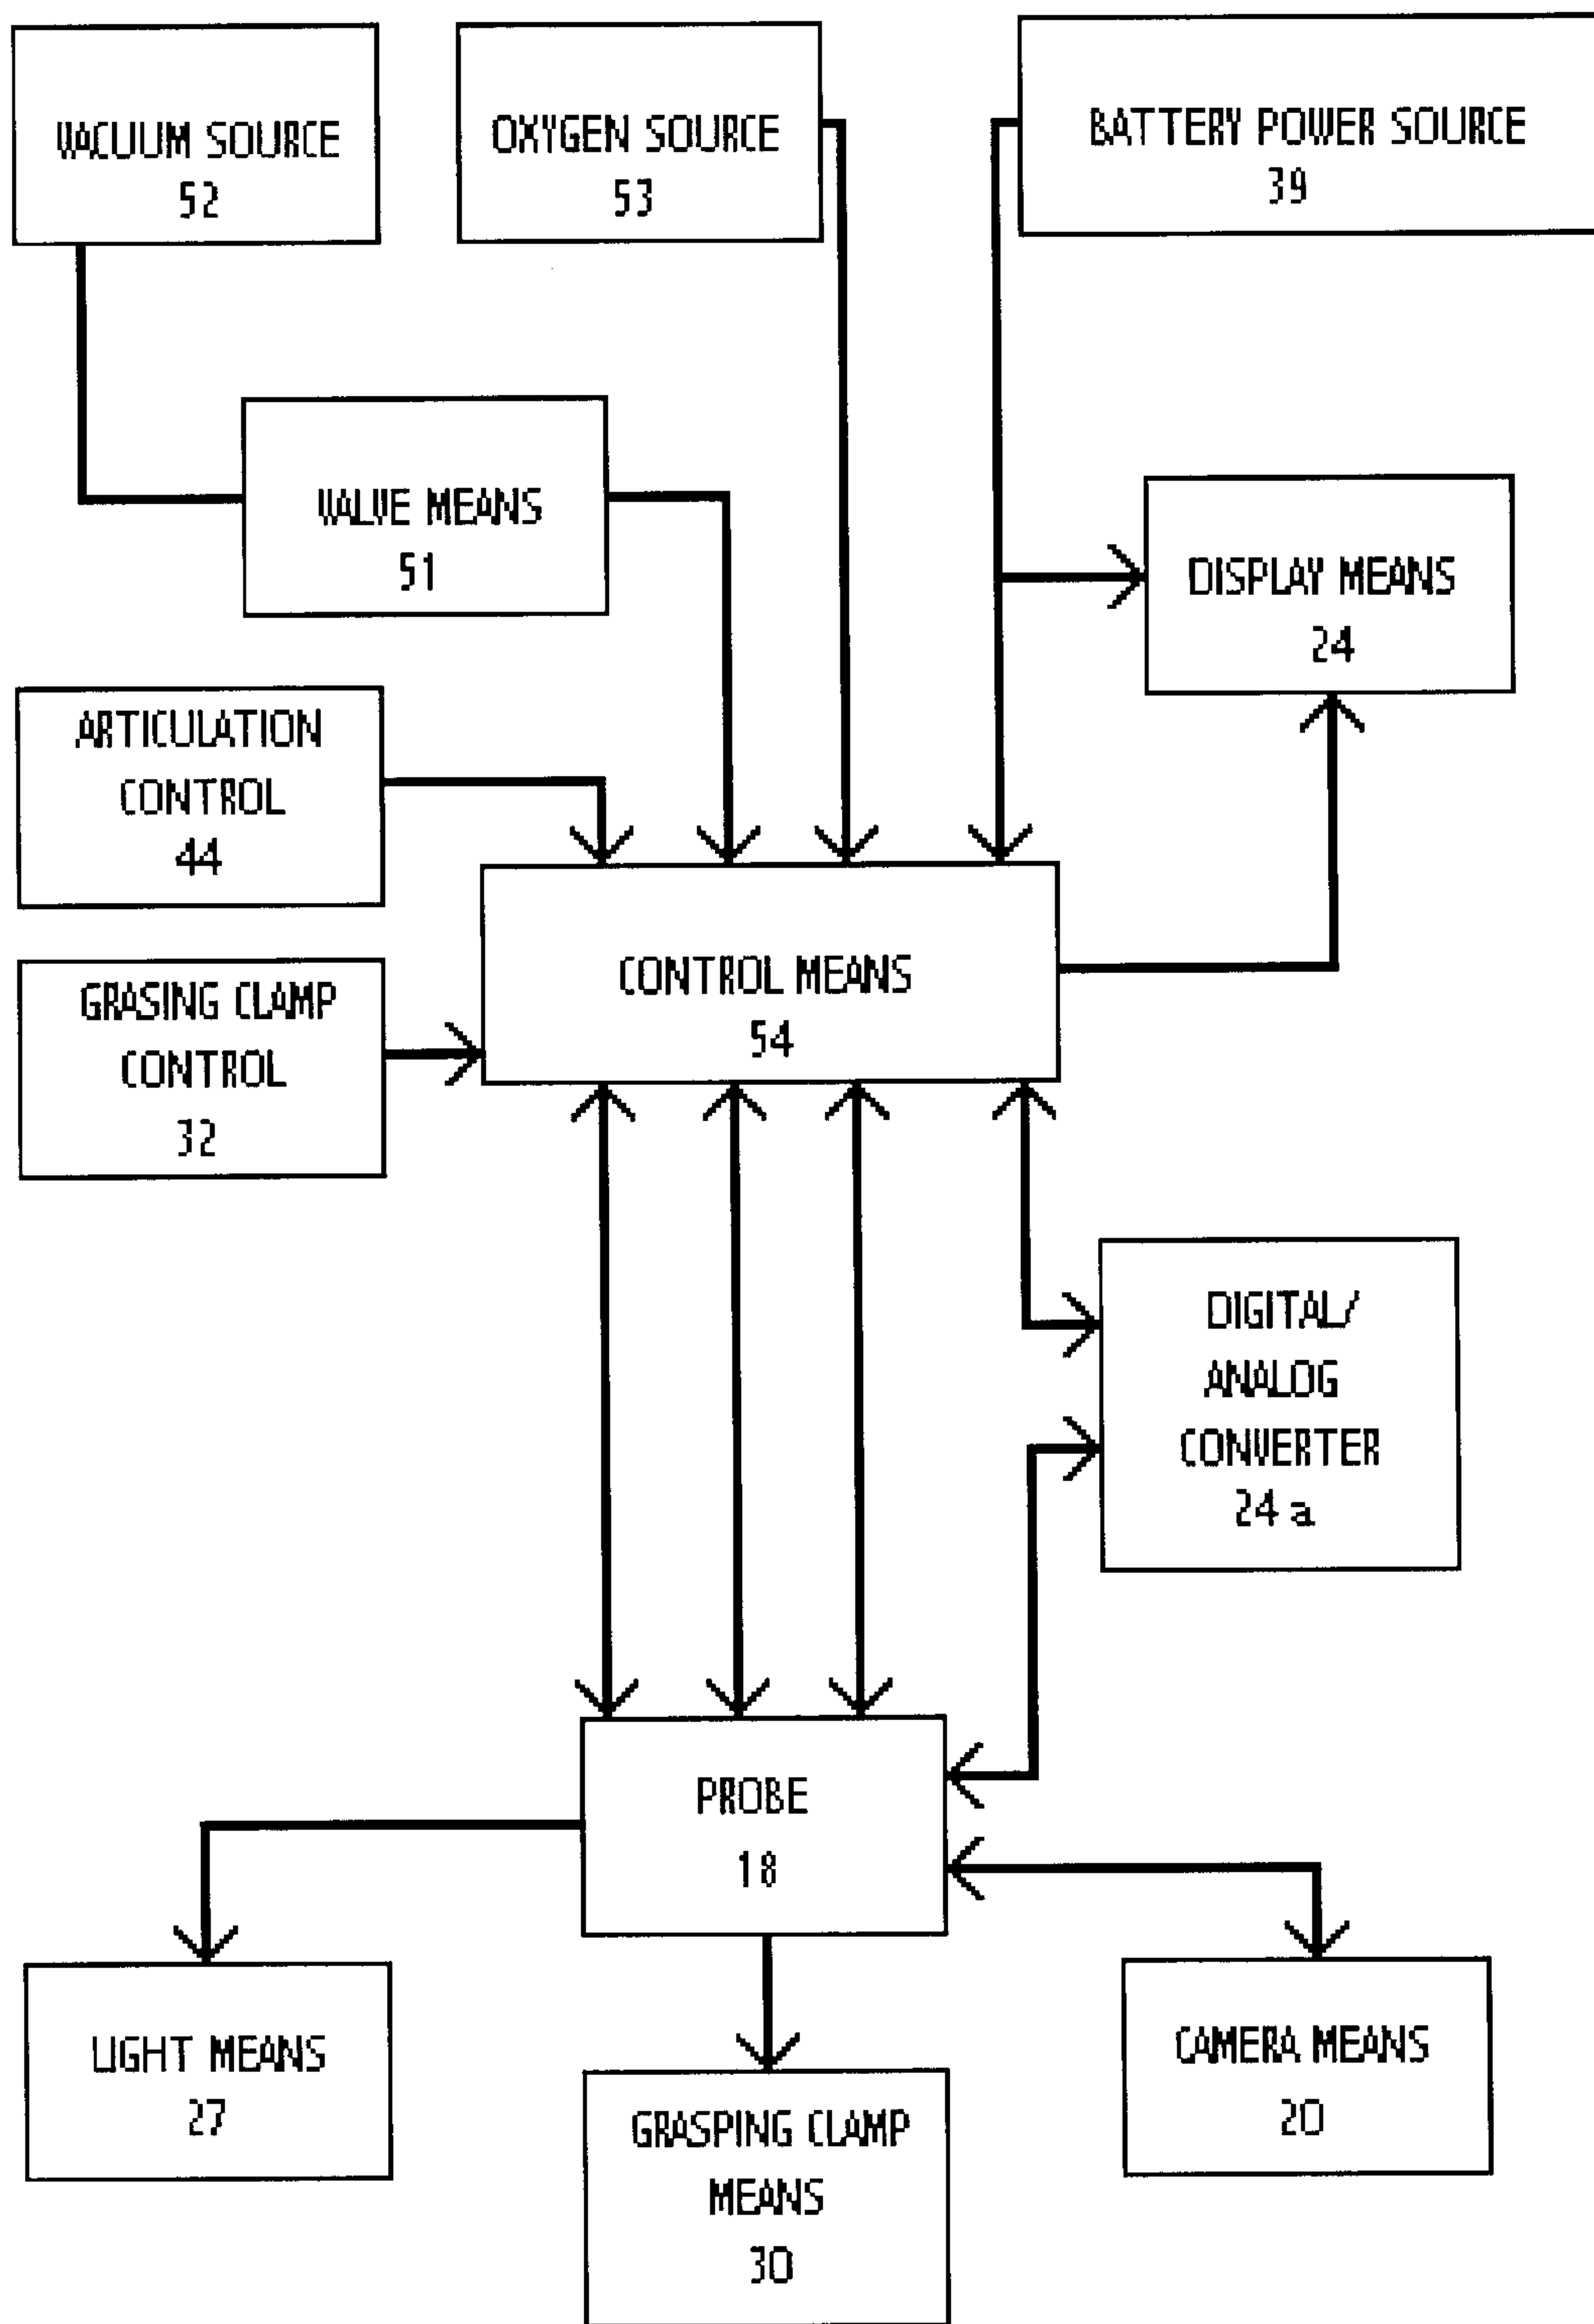 VACUUM SOURCE
52
OXYGEN SOURCE
53
BATTERY POWER SOURCE
39
VALVE MEANS
51
DISPLAY MEANS
24
ARTICULATION
CONTROL
44
GRASING CLAMP
CONTROL
32
CONTROL MEANS
54
DIGITAL/
ANALOG
CONVERTER
24a
PROBE
18
LIGHT MEANS
27
GRASPING CLAMP
MEANS
30
CAMERA MEANS
20